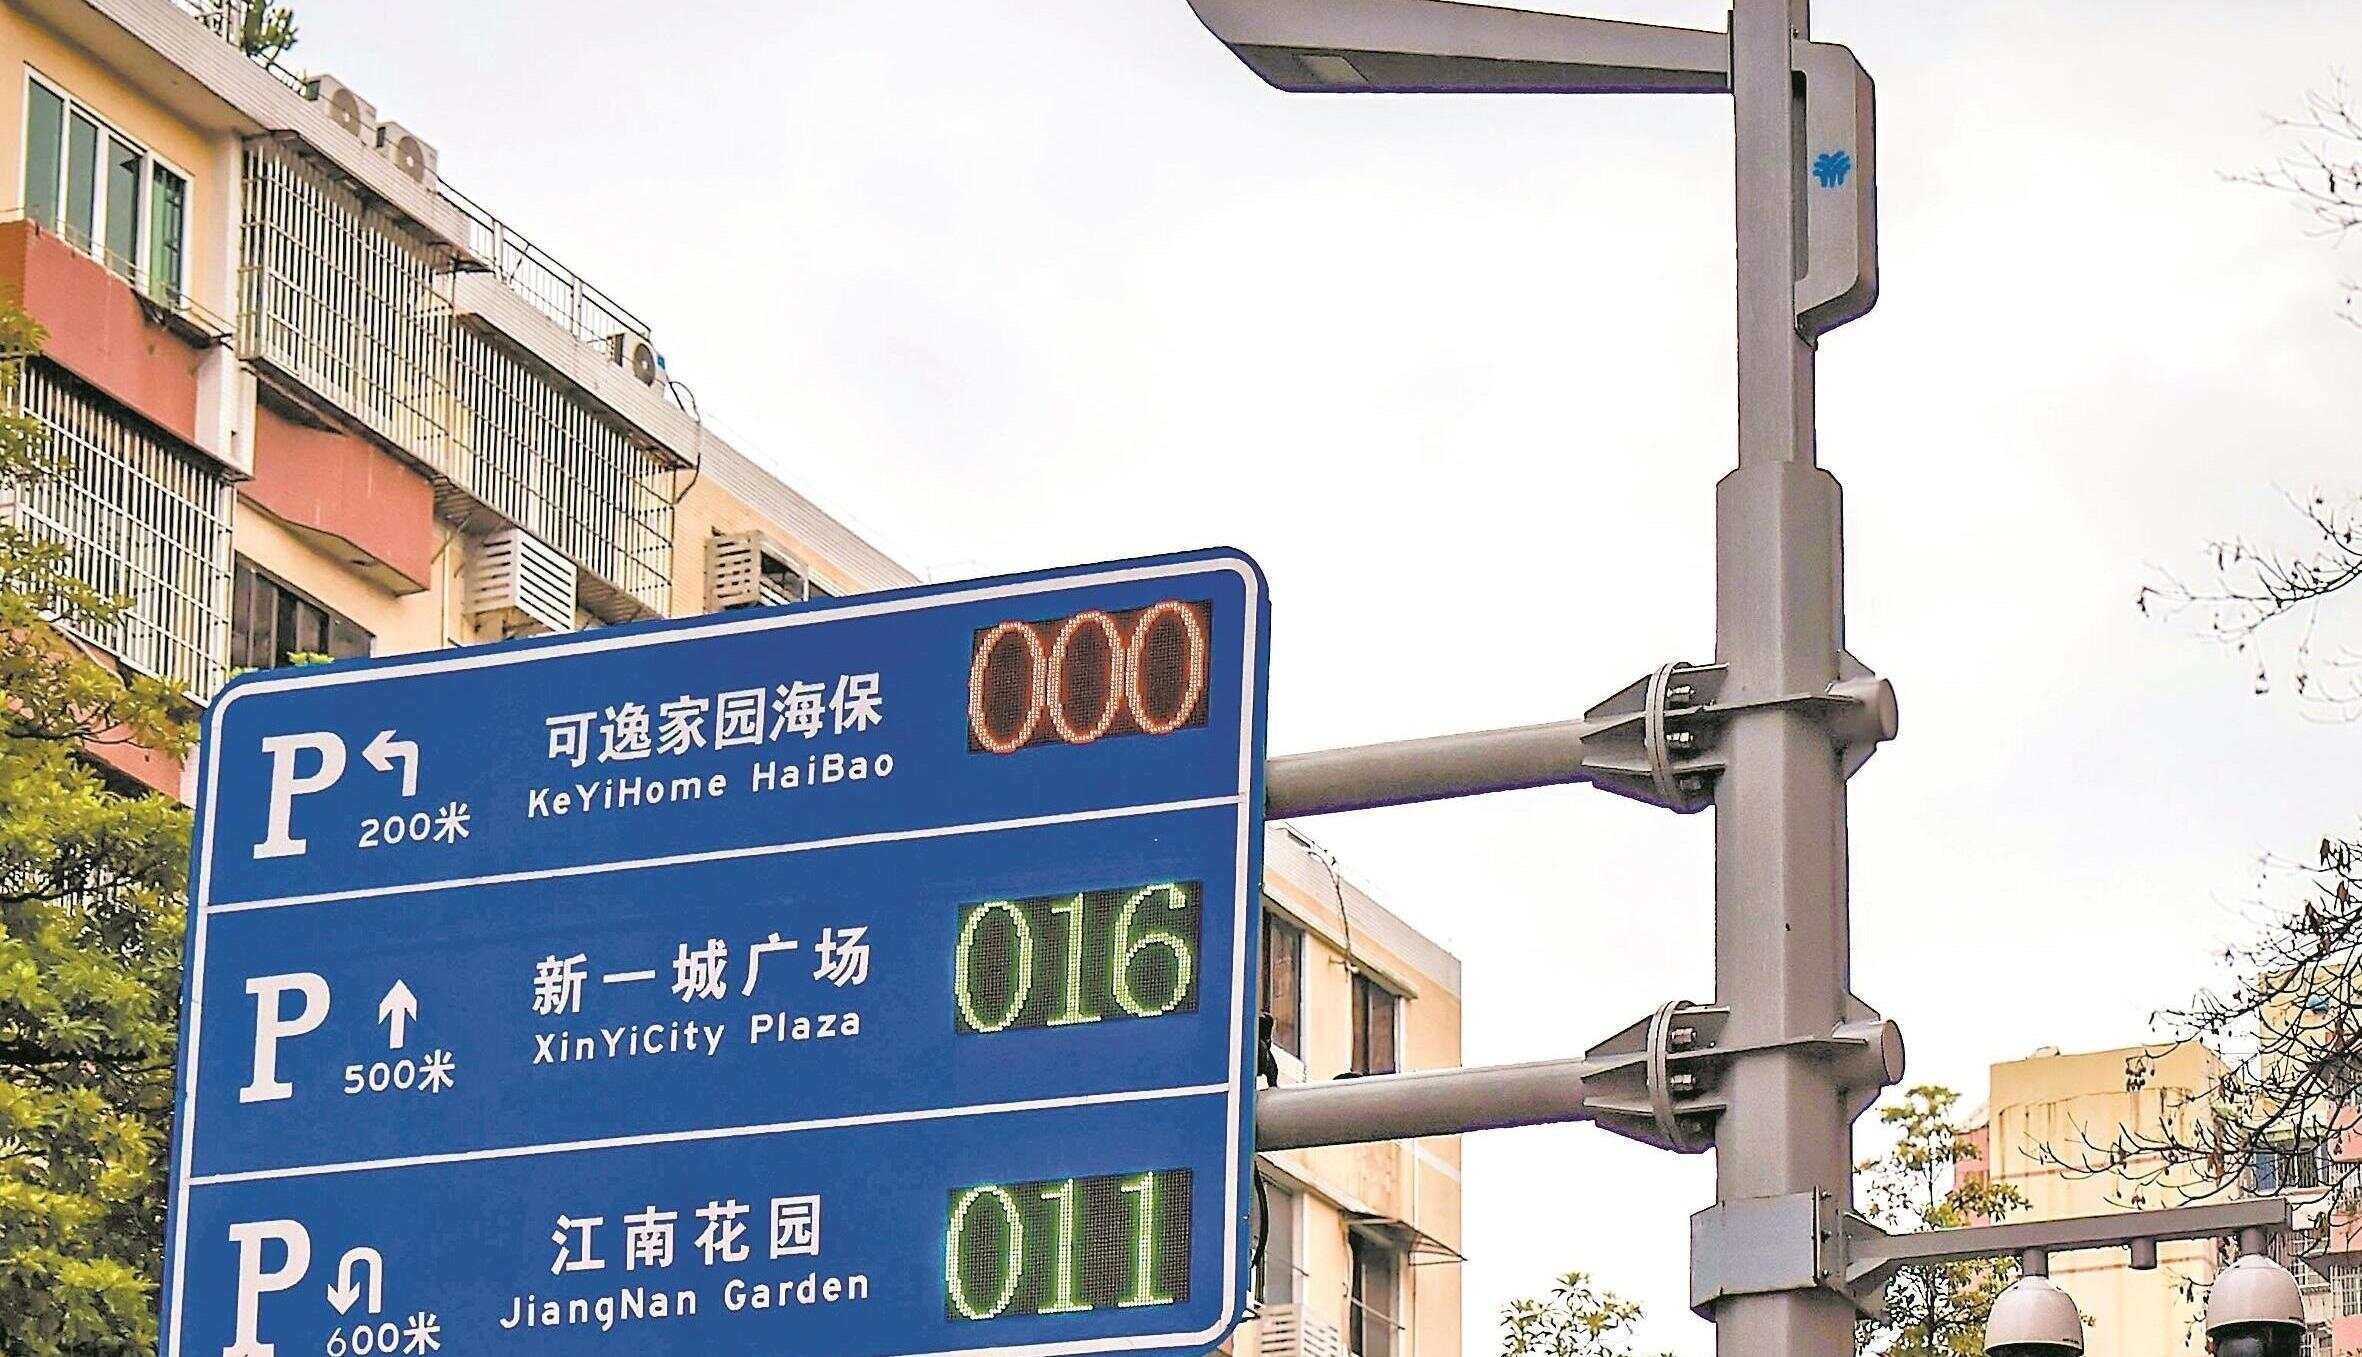 P
200米
可逸家园海保
KeYiHome HaiBao
000
P
500米
新一城广场
XinYiCity Plaza
016
P
600米
江南花园
JiangNan Garden
011